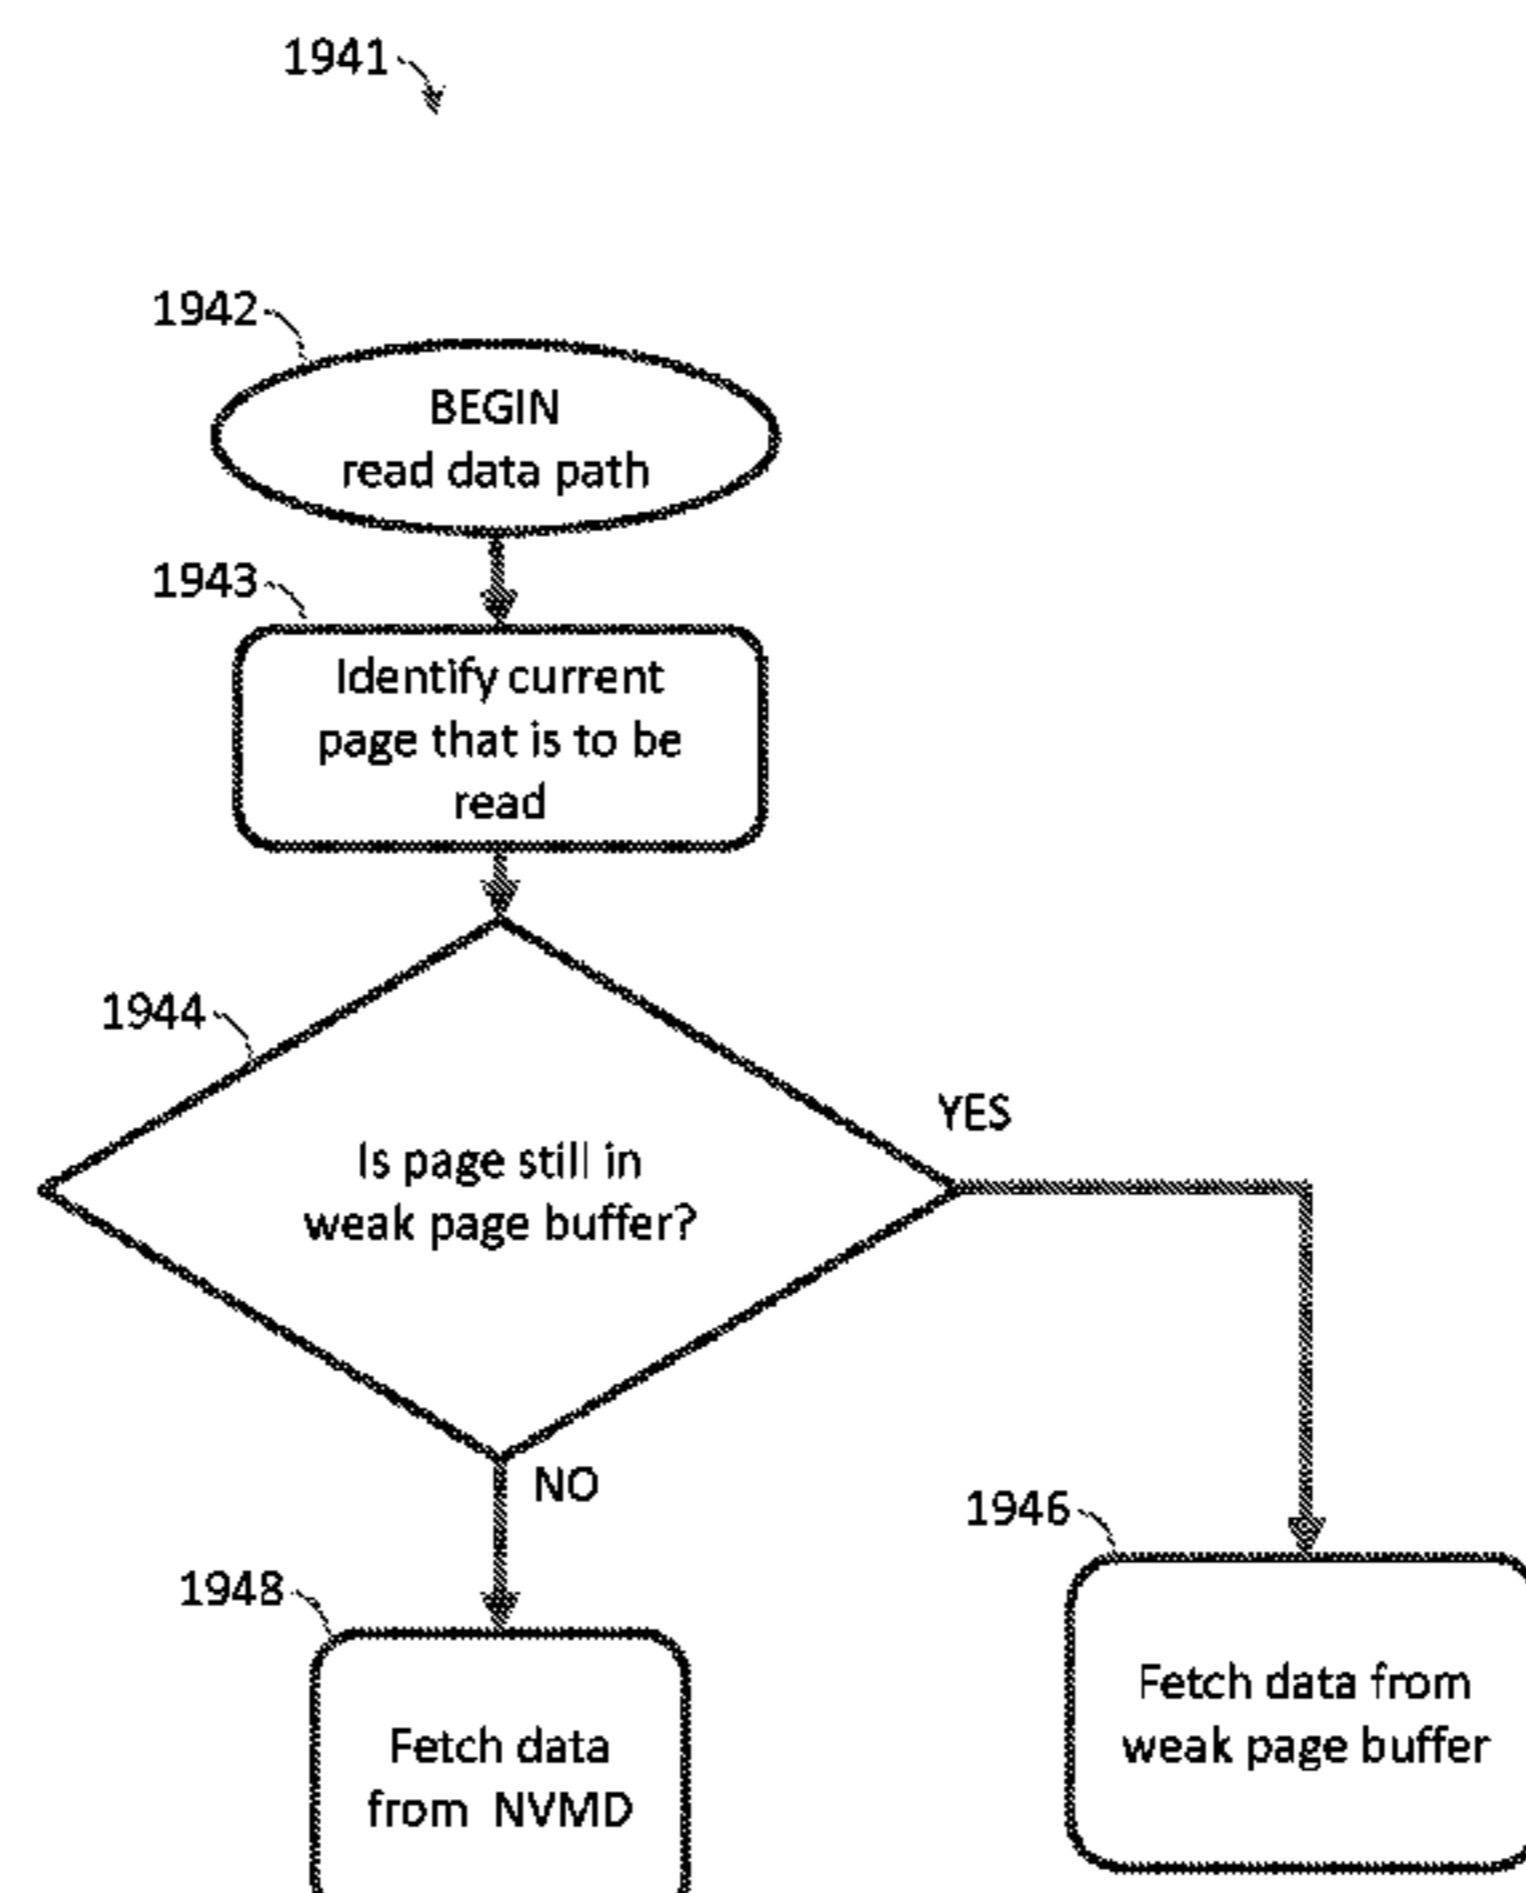 1941
1942
BEGIN
read data path
1943
Identify current
page that is to be
read
1944
Is page still in
weak page buffer?
YES
NO
1946
1948
Fetch data from
weak page buffer
Fetch data
from NVMD